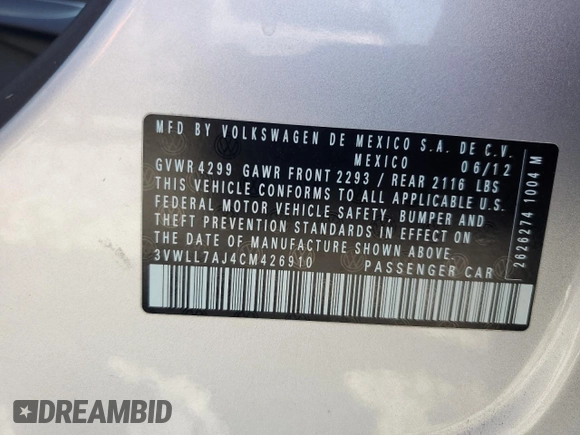 MFD BY VOLKSWAGEN DE MEXICO S.A. DE C.V.
MEXICO 06/12
GVWR 4299 GAWR FRONT 2293 / REAR 2116 LBS
THIS VEHICLE CONFORMS TO ALL APPLICABLE U.S.
FEDERAL MOTOR VEHICLE SAFETY, BUMPER AND
THEFT PREVENTION STANDARDS IN EFFECT ON
THE DATE OF MANUFACTURE SHOWN ABOVE.
3VWLL7AJ4CM426910 PASSENGER CAR
2626274 1004 M
DREAMBID